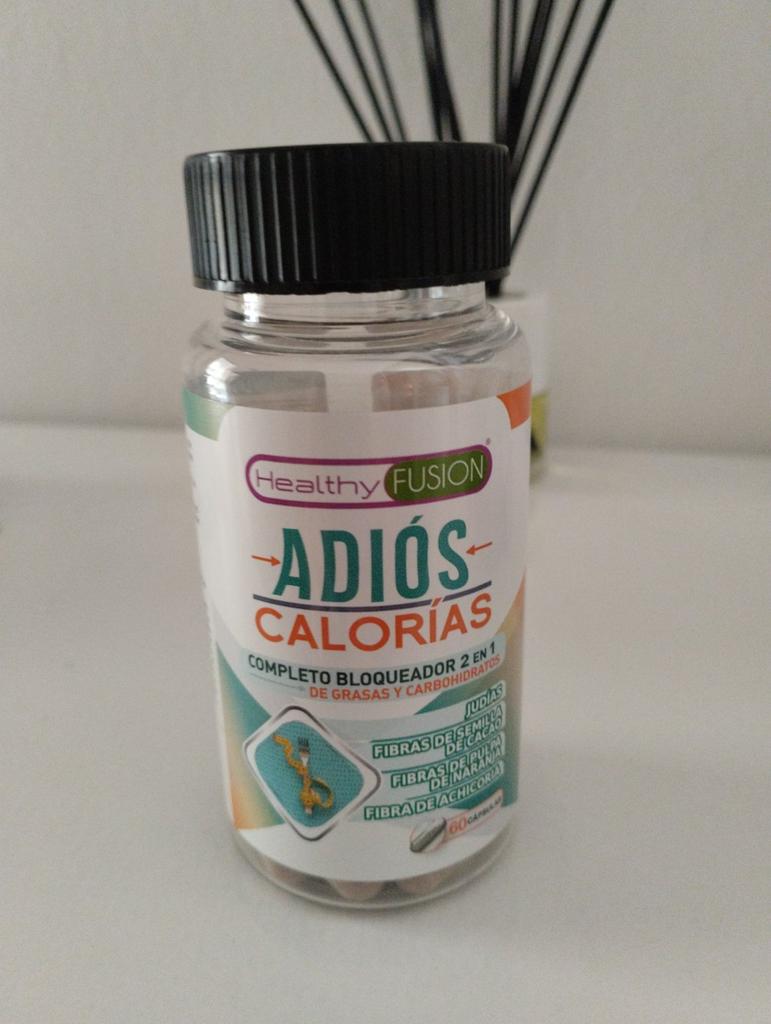 Healthy FUSION®
ADIÓS
CALORÍAS
COMPLETO BLOQUEADOR 2 EN 1
DE GRASAS Y CARBOHIDRATOS
JUDÍAS
FIBRAS DE SEMILLA
DE CACAO
FIBRAS DE PULPA
DE NARANJA
FIBRA DE ACHICORIA
60 CÁPSULAS